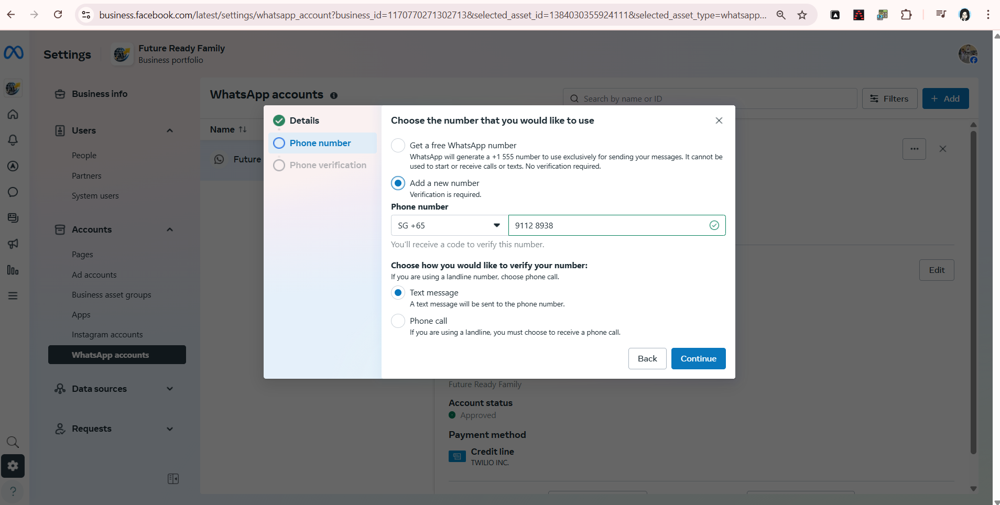 business.facebook.com/latest/settings/whatsapp_account?business_id=1170770271302713&selected_asset_id=1384030355924111&selected_asset_type=whatsapp...
Settings
Future Ready Family
Business portfolio
Business info
Users
People
Partners
System users
Accounts
Pages
Ad accounts
Business asset groups
Apps
Instagram accounts
WhatsApp accounts
Data sources
Requests
?
WhatsApp accounts
Search by name or ID
Filters
+ Add
Name
Future
Details
Phone number
Phone verification
Choose the number that you would like to use
Get a free WhatsApp number
WhatsApp will generate a +1 555 number to use exclusively for sending your messages. It cannot be
used to start or receive calls or texts. No verification required.
Add a new number
Verification is required.
Phone number
SG +65
9112 8938
You'll receive a code to verify this number.
Choose how you would like to verify your number:
If you are using a landline number, choose phone call.
Text message
A text message will be sent to the phone number.
Phone call
If you are using a landline, you must choose to receive a phone call.
Back
Continue
Edit
Future Ready Family
Account status
Approved
Payment method
Credit line
TWILIO INC.